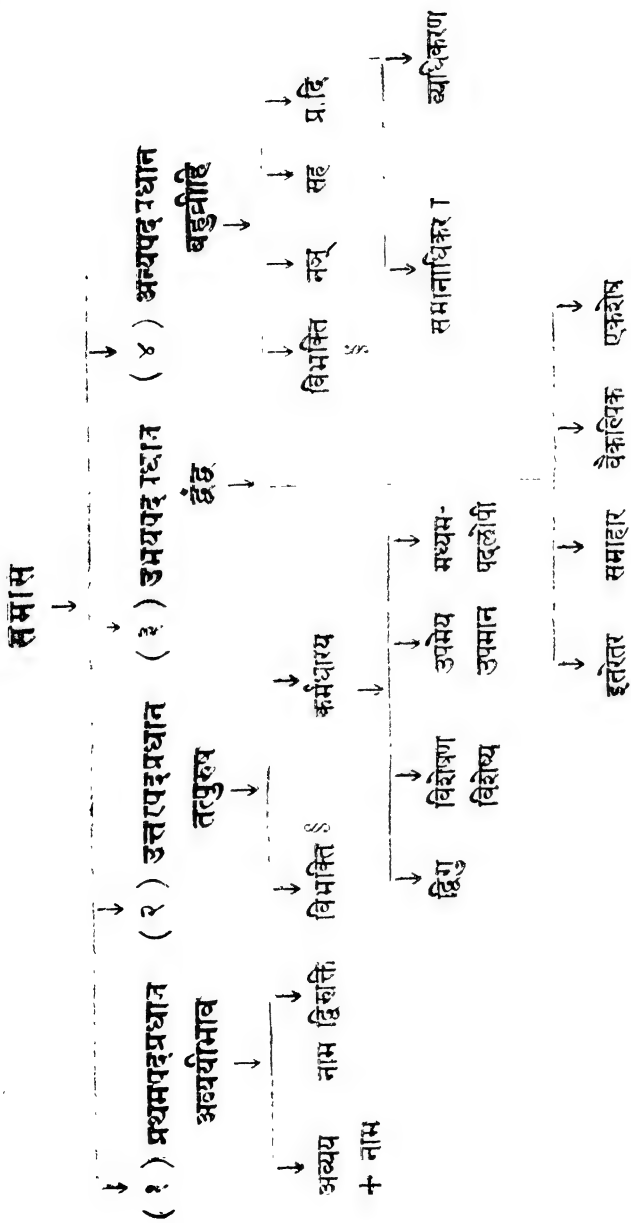 समास
(१) प्रथमपदप्रधान (२) उत्तरपदप्रधान (३) उभयपद प्रधान (४) अन्यपद प्रधान
अव्ययीभाव तत्पुरुष द्वंद्व बहुव्रीहि
अव्यय नाम द्विरुक्ति विभक्ति § कर्मधारय विभक्ति नञ् सह प्रादि
+ नाम §
द्विगु विशेषण उपमेय मध्यम- समानाधिकरण व्यधिकरण
विशेष्य उपमान पदलोपी
इतरेतर समाहार वैकल्पिक एकशेष